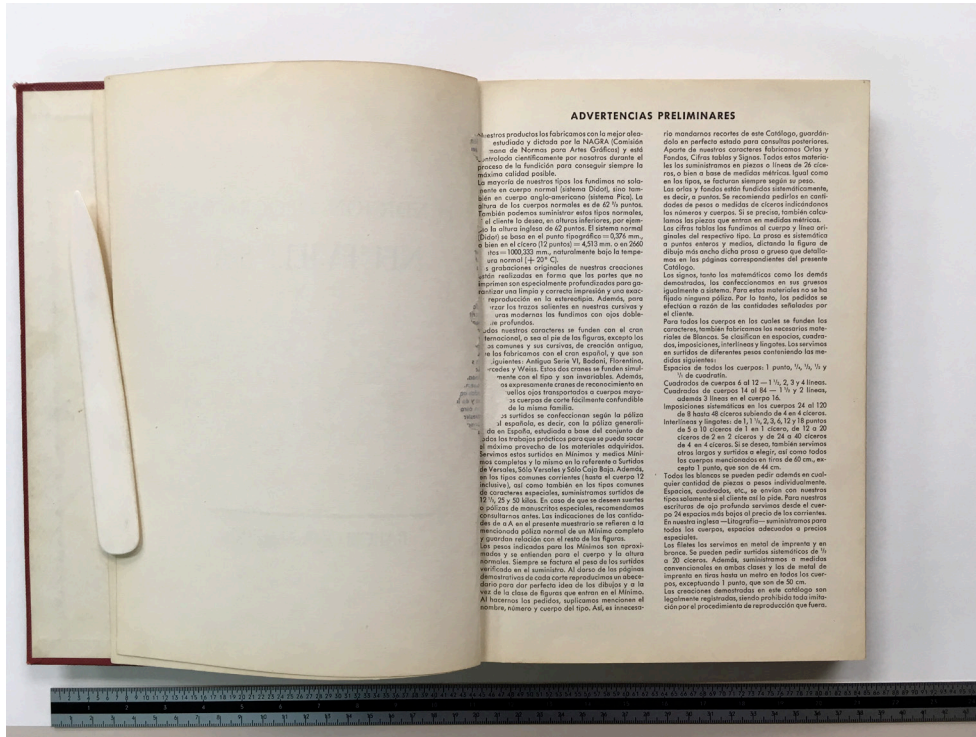 ADVERTENCIAS PRELIMINARES
productos los fabricamos con la mejor alea-
estudiada y dictada por la NAGRA (Comisión
de Normas para Artes Gráficas) y está
científicamente por nosotros durante el
proceso de la fundición para conseguir siempre la
máxima calidad posible.
La mayoría de nuestros tipos los fundimos no sola-
mente en cuerpo normal (sistema Didot), sino tam-
bién en cuerpo anglo-americano (sistema Pica). La
altura de los cuerpos normales es de 62 ²/₃ puntos.
También podemos suministrar estos tipos normales,
el cliente lo desea, en alturas inferiores, por ejem-
la altura inglesa de 62 puntos. El sistema normal
(Didot) se basa en el punto tipográfico = 0,376 mm.,
o bien en el cícero (12 puntos) = 4,513 mm. o en 2660
= 1000,333 mm., naturalmente bajo la tempe-
normal (+ 20° C).
grabaciones originales de nuestras creaciones
están realizadas en forma que las partes que no
imprimen son especialmente profundizadas para ga-
rantizar una limpia y correcta impresión y una exac-
reproducción en la estereotipia. Además, para
los trazos salientes en nuestras cursivas y
modernas las fundimos con ojos doble-
profundos.
nuestros caracteres se funden con el cran
o sea al pie de las figuras, excepto los
comunes y sus cursivas, de creación antigua,
los fabricamos con el cran español, y que son
siguientes: Antigua Serie VI, Bodoni, Florentina,
y Weiss. Estos dos cranes se funden simul-
con el tipo y son invariables. Además,
expresamente cranes de reconocimiento en
ojos transportados a cuerpos mayo-
cuerpos de corte fácilmente confundible
de la misma familia.
surtidos se confeccionan según la póliza
española, es decir, con la póliza generali-
en España, estudiada a base del conjunto de
todos los trabajos prácticos para que se pueda sacar
el máximo provecho de los materiales adquiridos.
Servimos estos surtidos en Mínimos y medios Míni-
mos completos y lo mismo en lo referente a Surtidos
de Versales, Sólo Versales y Sólo Caja Baja. Además,
en los tipos comunes corrientes (hasta el cuerpo 12
inclusive), así como también en los tipos comunes
de caracteres especiales, suministramos surtidos de
12 ¹/₂, 25 y 50 kilos. En caso de que se deseen suertes
o pólizas de manuscritos especiales, recomendamos
consultarnos antes. Las indicaciones de las cantida-
des de a A en el presente muestrario se refieren a la
mencionada póliza normal de un Mínimo completo
y guardan relación con el resto de las figuras.
Los pesos indicados para los Mínimos son aproxi-
mados y se entienden para el cuerpo y la altura
normales. Siempre se factura el peso de los surtidos
verificado en el suministro. Al dorso de las páginas
demostrativas de cada corte reproducimos un abece-
dario para dar perfecta idea de los dibujos y a la
vez de la clase de figuras que entran en el Mínimo.
Al hacernos los pedidos, suplicamos mencionen el
nombre, número y cuerpo del tipo. Así, es innecesa-
rio mandarnos recortes de este Catálogo, guardán-
dolo en perfecto estado para consultas posteriores.
Aparte de nuestros caracteres fabricamos Orlas y
Fondos, Cifras tablas y Signos. Todos estos materia-
les los suministramos en piezas o líneas de 26 cíce-
ros, o bien a base de medidas métricas. Igual como
en los tipos, se facturan siempre según su peso.
Las orlas y fondos están fundidos sistemáticamente,
es decir, a puntos. Se recomienda pedirlos en canti-
dades de pesos o medidas de cíceros indicándonos
los números y cuerpos. Si se precisa, también calcu-
lamos las piezas que entran en medidas métricas.
Las cifras tablas las fundimos al cuerpo y línea ori-
ginales del respectivo tipo. La prosa es sistemática
a puntos enteros y medios, dictando la figura de
dibujo más ancho dicha prosa o grueso que detalla-
mos en las páginas correspondientes del presente
Catálogo.
Los signos, tanto los matemáticos como los demás
demostrados, los confeccionamos en sus gruesos
igualmente a sistema. Para estos materiales no se ha
fijado ninguna póliza. Por lo tanto, los pedidos se
efectúan a razón de las cantidades señaladas por
el cliente.
Para todos los cuerpos en los cuales se funden los
caracteres, también fabricamos los necesarios mate-
riales de Blancos. Se clasifican en espacios, cuadra-
dos, imposiciones, interlíneas y lingotes. Los servimos
en surtidos de diferentes pesos conteniendo las me-
didas siguientes:
Espacios de todos los cuerpos: 1 punto,
de cuadratín.
Cuadrados de cuerpos 6 al 12 — 1 ¹/₂, 2, 3 y 4 líneas.
Cuadrados de cuerpos 14 al 84 — 1 ¹/₂ y 2 líneas,
además 3 líneas en el cuerpo 16.
Imposiciones sistemáticas en los cuerpos 24 al 120
de 8 hasta 48 cíceros subiendo de 4 en 4 cíceros.
Interlíneas y lingotes: de 1, 1 ¹/₂, 2, 3, 6, 12 y 18 puntos
de 5 a 10 cíceros de 1 en 1 cícero, de 12 a 20
cíceros de 2 en 2 cíceros y de 24 a 40 cíceros
de 4 en 4 cíceros. Si se desea, también servimos
otros largos y surtidos a elegir, así como todos
los cuerpos mencionados en tiras de 60 cm., ex-
cepto 1 punto, que son de 44 cm.
Todos los blancos se pueden pedir además en cual-
quier cantidad de piezas o pesos individualmente.
Espacios, cuadrados, etc., se envían con nuestros
tipos solamente si el cliente así lo pide. Para nuestras
escrituras de ojo profundo servimos desde el cuer-
po 24 espacios más bajos al precio de los corrientes.
En nuestra inglesa —Litografía— suministramos para
todos los cuerpos, espacios adecuados a precios
especiales.
Los filetes los servimos en metal de imprenta y en
bronce. Se pueden pedir surtidos sistemáticos de
a 20 cíceros. Además, suministramos a medidas
convencionales en ambas clases y los de metal de
imprenta en tiras hasta un metro en todos los cuer-
pos, exceptuando 1 punto, que son de 50 cm.
Las creaciones demostradas en este catálogo son
legalmente registradas, siendo prohibida toda imita-
ción por el procedimiento de reproducción que fuera.